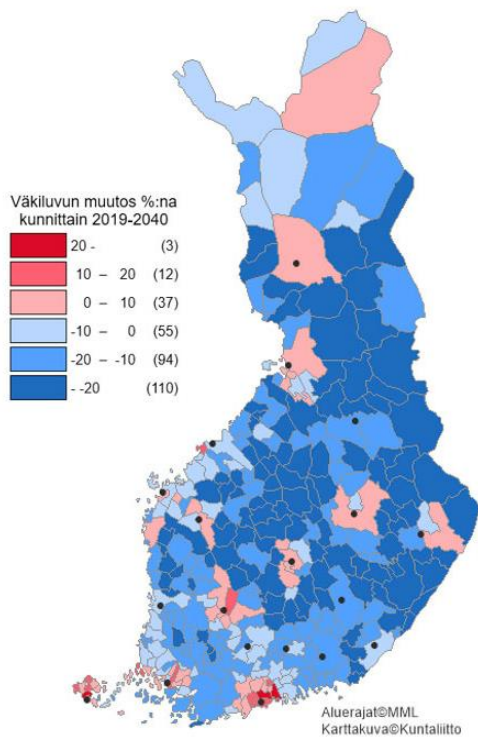 Väkiluvun muutos %:na
kunnittain 2019-2040
20 - (3)
10 – 20 (12)
0 – 10 (37)
-10 – 0 (55)
-20 – -10 (94)
- -20 (110)
Aluerajat©MML
Karttakuva©Kuntaliitto